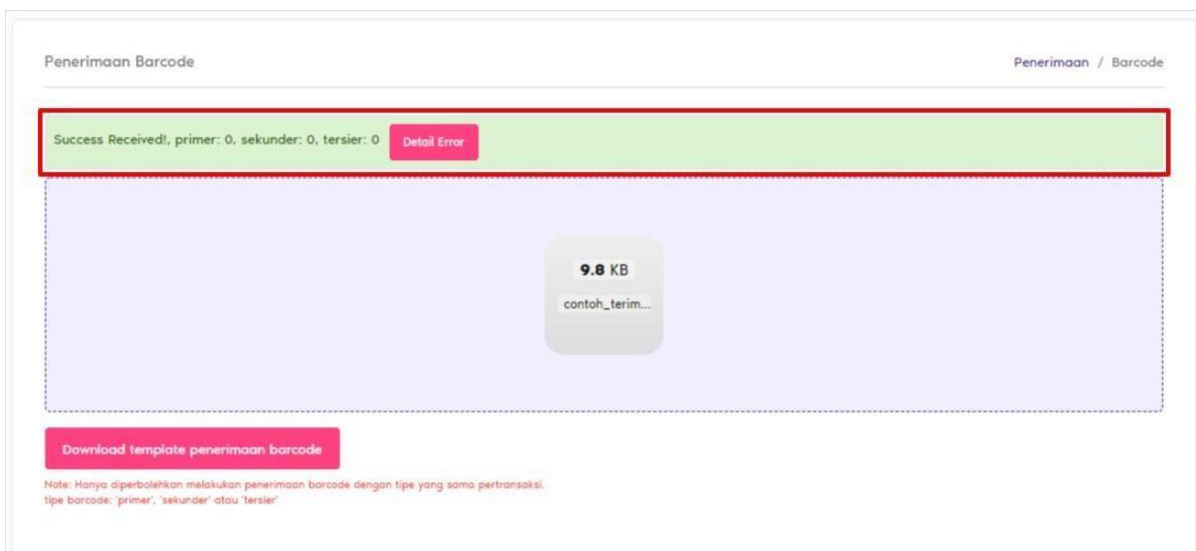 Penerimaan Barcode
Penerimaan / Barcode
Success Received!, primer: 0, sekunder: 0, tersier: 0 Detail Error
9.8 KB
contoh_terim...
Download template penerimaan barcode
Note: Hanya diperbolehkan melakukan penerimaan barcode dengan tipe yang sama pertransaksi.
tipe barcode: 'primer', 'sekunder' atau 'tersier'